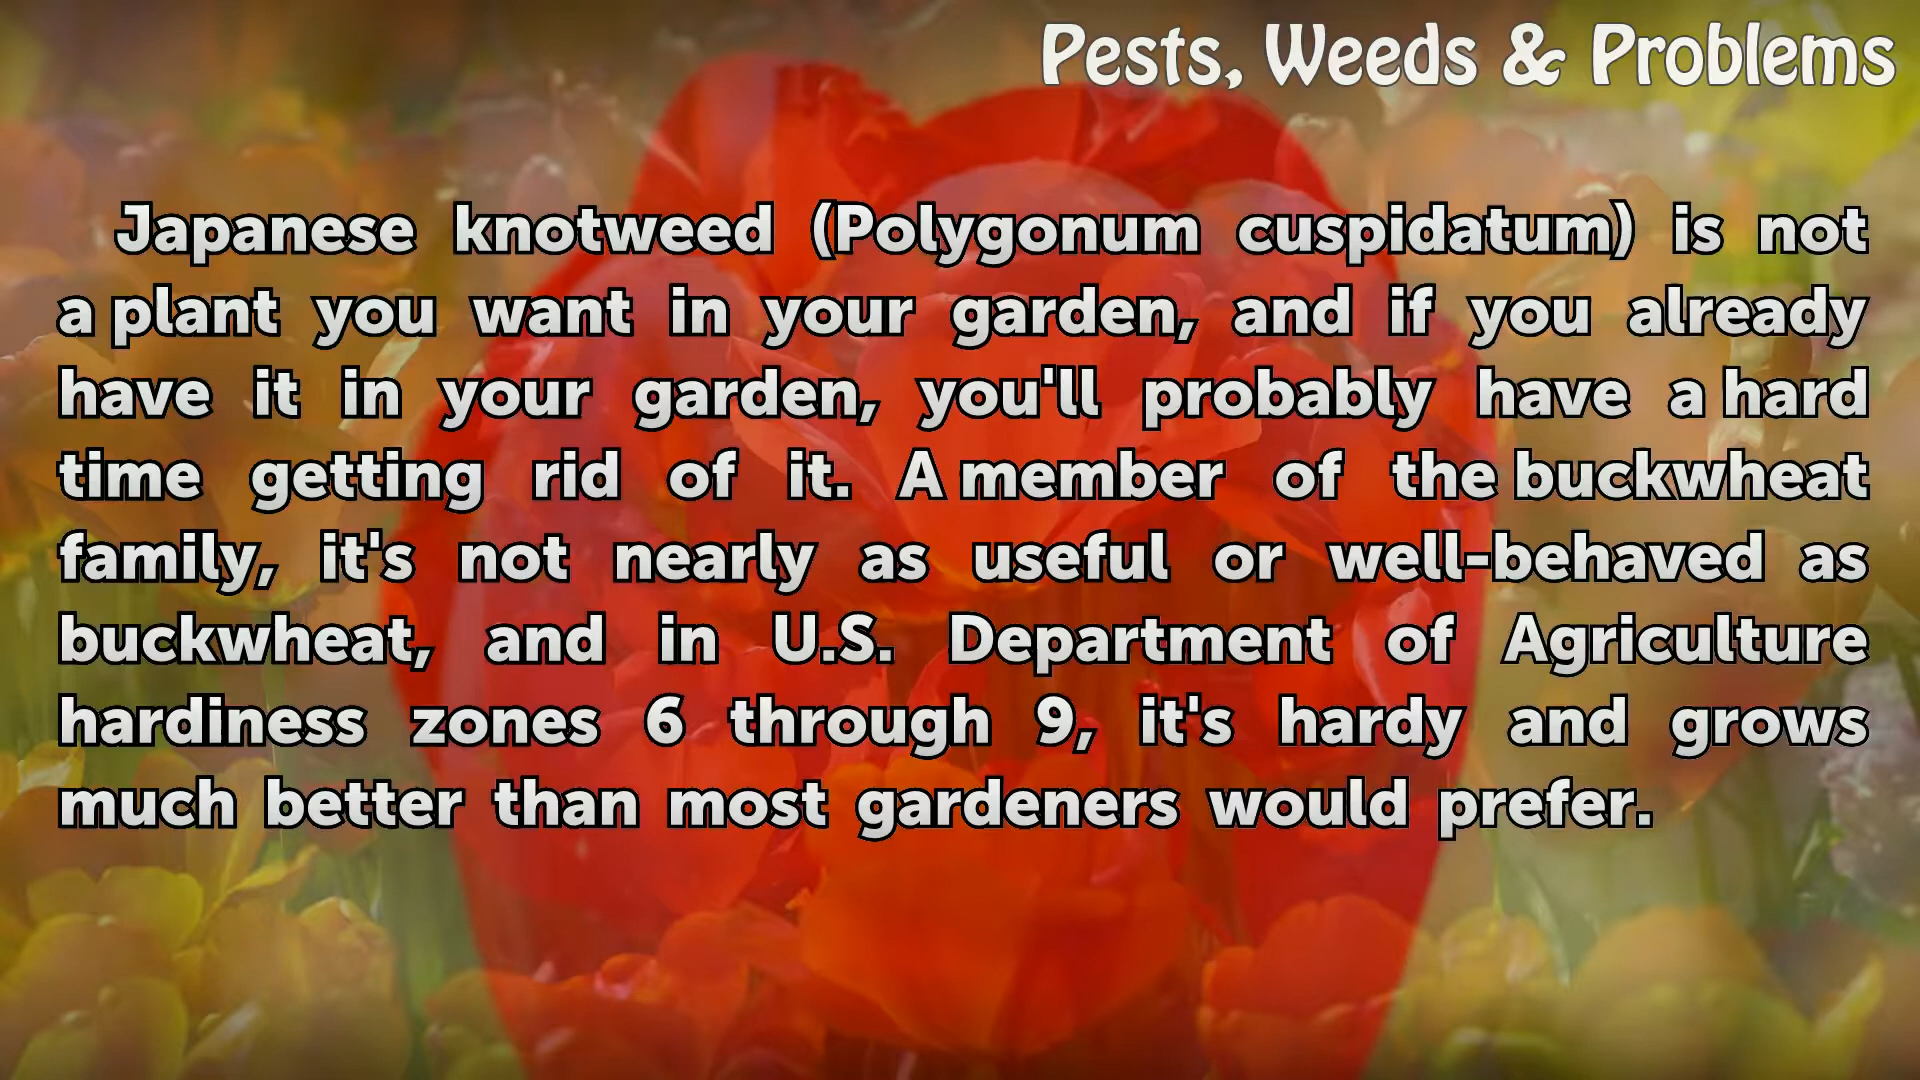 Pests, Weeds & Problems
Japanese knotweed (Polygonum cuspidatum) is not
a plant you want in your garden, and if you already
have it in your garden, you'll probably have a hard
time getting rid of it. A member of the buckwheat
family, it's not nearly as useful or well-behaved as
buckwheat, and in U.S. Department of Agriculture
hardiness zones 6 through 9, it's hardy and grows
much better than most gardeners would prefer.